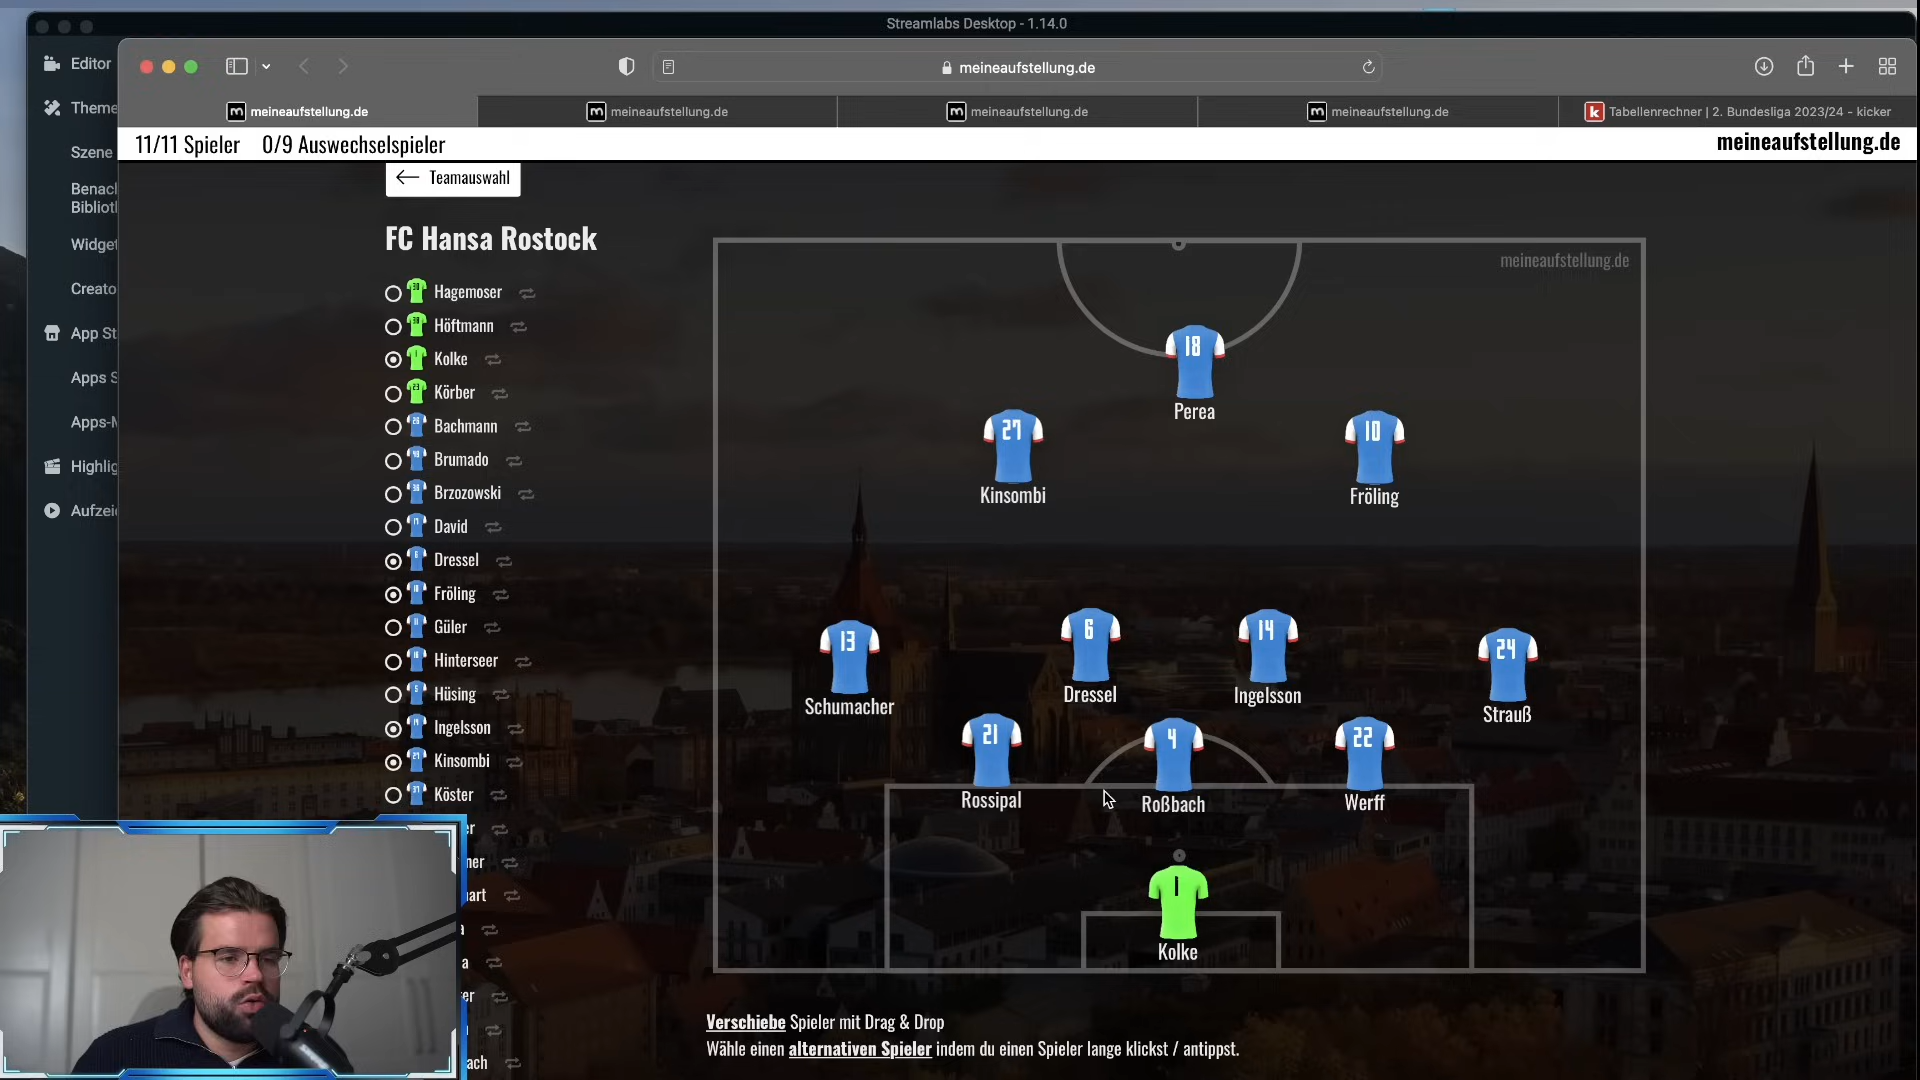 Streamlabs Desktop - 1.14.0
Editor
meineaufstellung.de
Theme
meineaufstellung.de
meineaufstellung.de
meineaufstellung.de
meineaufstellung.de
Tabellenrechner | 2. Bundesliga 2023/24 - kicker
11/11 Spieler 0/9 Auswechselspieler
meineaufstellung.de
Szene
Benach
Bibliot
Widget
Creato
App St
Apps S
Apps-M
Highlig
Aufzei
Teamauswahl
FC Hansa Rostock
Hagemoser
Höftmann
Kolke
Körber
Bachmann
Brumado
Brzozowski
David
Dressel
Fröling
Güler
Hinterseer
Hüsing
Ingelsson
Kinsombi
Köster
er
ner
art
a
a
er
ach
meineaufstellung.de
18
Perea
27
Kinsombi
10
Fröling
13
Schumacher
6
Dressel
14
Ingelsson
24
Strauß
21
Rossipal
4
Roßbach
22
Werff
1
Kolke
Verschiebe Spieler mit Drag & Drop
Wähle einen alternativen Spieler indem du einen Spieler lange klickst / antippst.